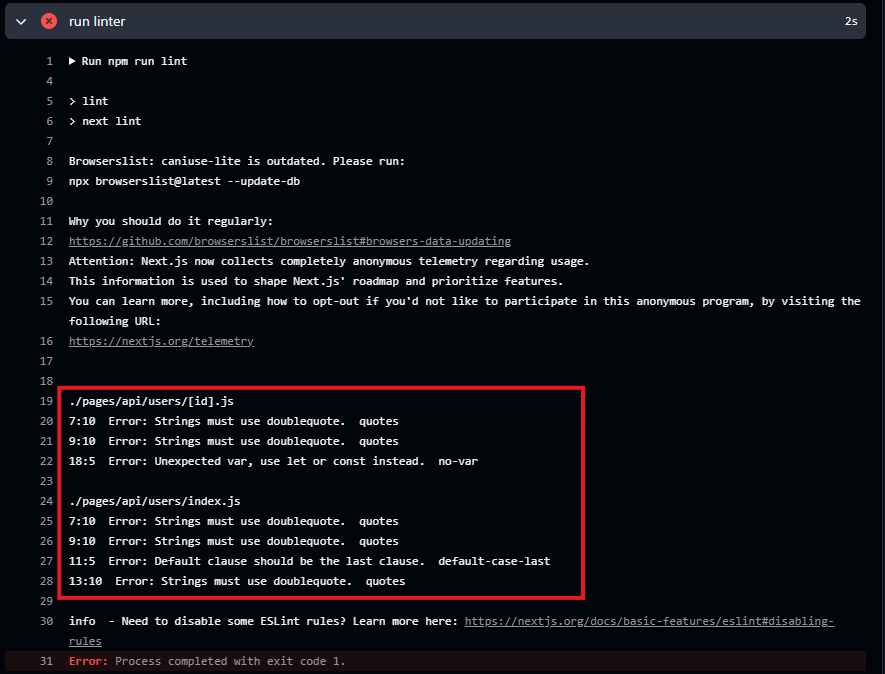 run linter 2s
1 ▶ Run npm run lint
4
5 > lint
6 > next lint
7
8 Browserslist: caniuse-lite is outdated. Please run:
9 npx browserslist@latest --update-db
10
11 Why you should do it regularly:
12 https://github.com/browserslist/browserslist#browsers-data-updating
13 Attention: Next.js now collects completely anonymous telemetry regarding usage.
14 This information is used to shape Next.js' roadmap and prioritize features.
15 You can learn more, including how to opt-out if you'd not like to participate in this anonymous program, by visiting the
following URL:
16 https://nextjs.org/telemetry
17
18
19 ./pages/api/users/[id].js
20 7:10  Error: Strings must use doublequote.  quotes
21 9:10  Error: Strings must use doublequote.  quotes
22 18:5  Error: Unexpected var, use let or const instead.  no-var
23
24 ./pages/api/users/index.js
25 7:10  Error: Strings must use doublequote.  quotes
26 9:10  Error: Strings must use doublequote.  quotes
27 11:5  Error: Default clause should be the last clause.  default-case-last
28 13:10  Error: Strings must use doublequote.  quotes
29
30 info  - Need to disable some ESLint rules? Learn more here: https://nextjs.org/docs/basic-features/eslint#disabling-
rules
31 Error: Process completed with exit code 1.